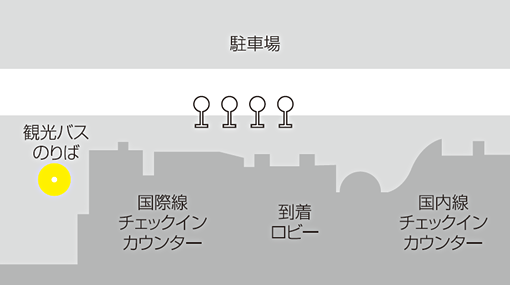 駐車場
観光バス
のりば
国際線
チェックイン
カウンター
到着
ロビー
国内線
チェックイン
カウンター